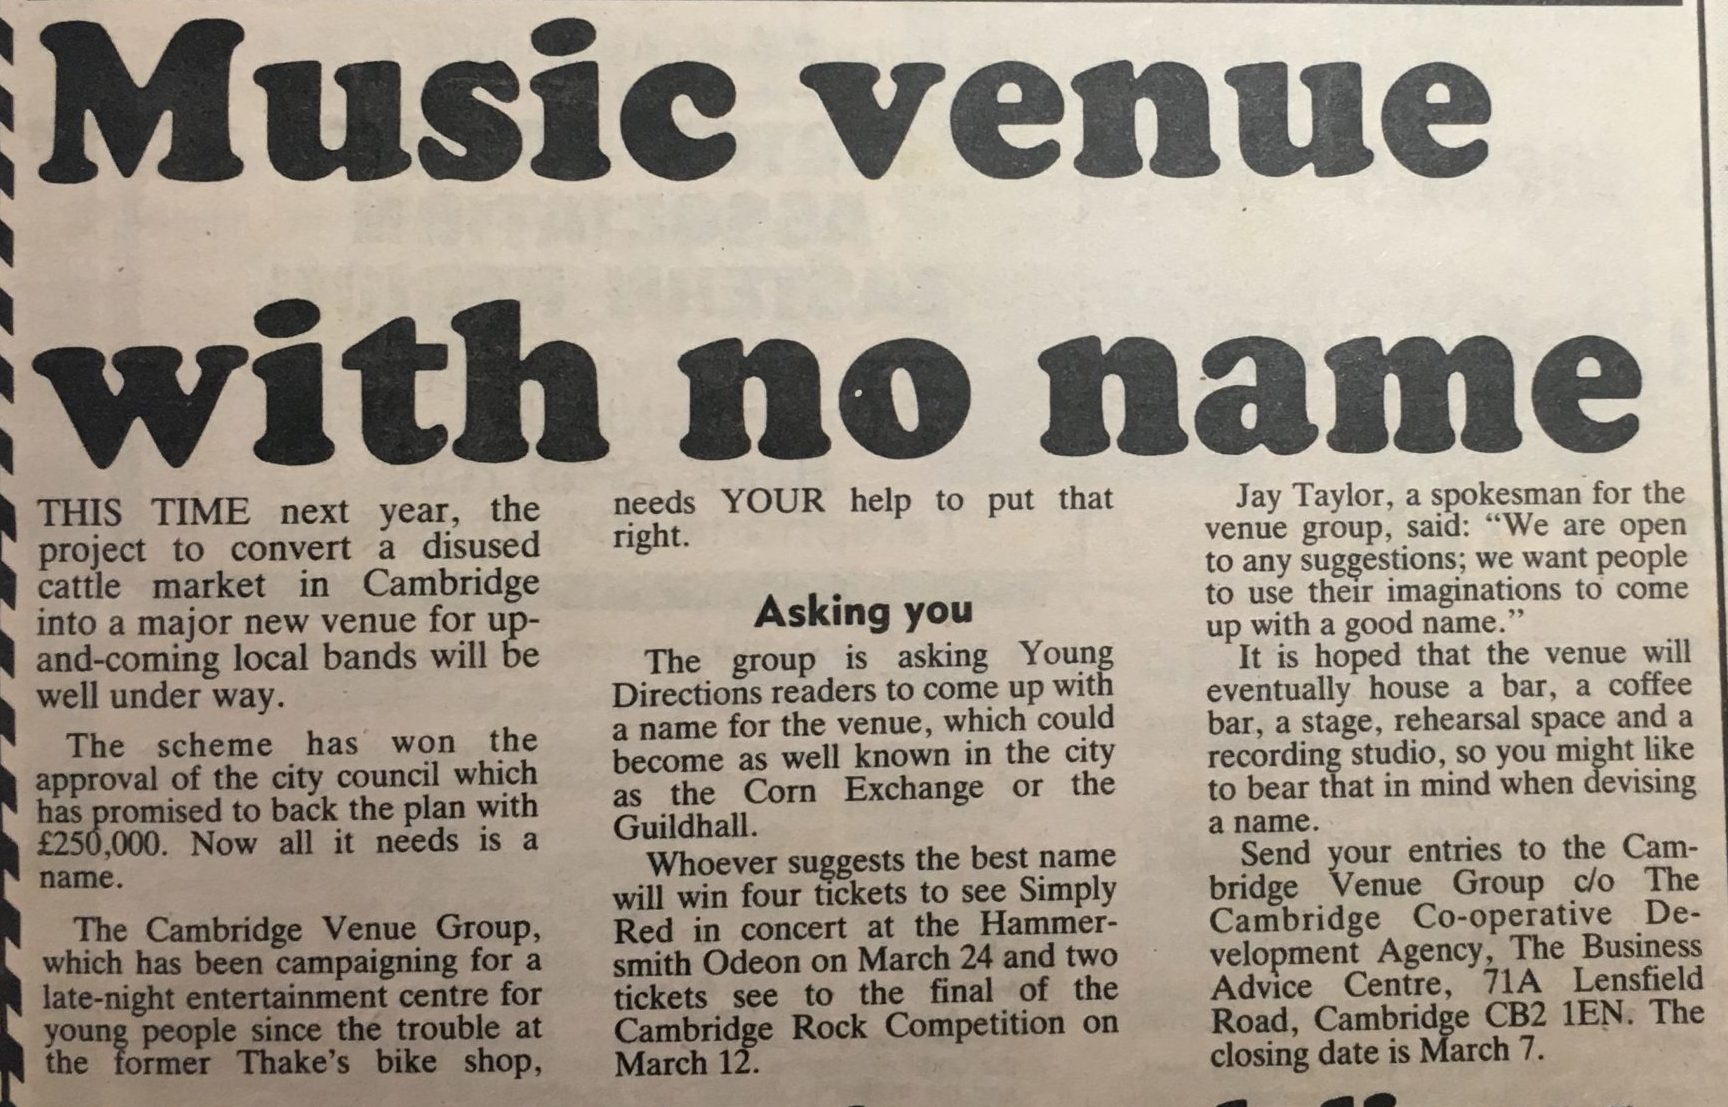 Music venue
with no name
THIS TIME next year, the
project to convert a disused
cattle market in Cambridge
into a major new venue for up-
and-coming local bands will be
well under way.
The scheme has won the
approval of the city council which
has promised to back the plan with
£250,000. Now all it needs is a
name.
The Cambridge Venue Group,
which has been campaigning for a
late-night entertainment centre for
young people since the trouble at
the former Thake's bike shop,
needs YOUR help to put that
right.
Asking you
The group is asking Young
Directions readers to come up with
a name for the venue, which could
become as well known in the city
as the Corn Exchange or the
Guildhall.
Whoever suggests the best name
will win four tickets to see Simply
Red in concert at the Hammer-
smith Odeon on March 24 and two
tickets see to the final of the
Cambridge Rock Competition on
March 12.
Jay Taylor, a spokesman for the
venue group, said: “We are open
to any suggestions; we want people
to use their imaginations to come
up with a good name.”
It is hoped that the venue will
eventually house a bar, a coffee
bar, a stage, rehearsal space and a
recording studio, so you might like
to bear that in mind when devising
a name.
Send your entries to the Cam-
bridge Venue Group c/o The
Cambridge Co-operative De-
velopment Agency, The Business
Advice Centre, 71A Lensfield
Road, Cambridge CB2 1EN. The
closing date is March 7.